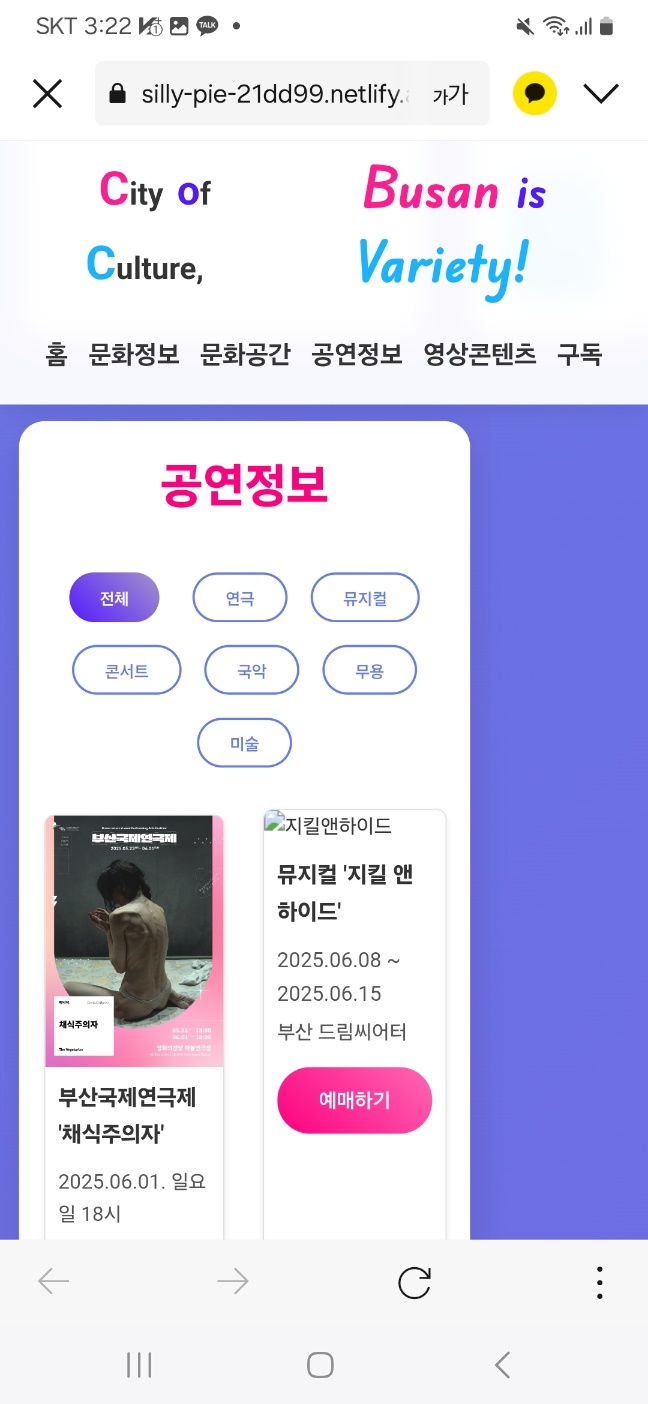 SKT 3:22
TALK
silly-pie-21dd99.netlify.
가가
City of
Culture,
Busan is
Variety!
홈 문화정보 문화공간 공연정보 영상콘텐츠 구독
공연정보
전체 연극 뮤지컬
콘서트 국악 무용
미술
부산국제연극제
채식주의자
The Vegetarian
부산국제연극제
'채식주의자'
2025.06.01. 일요
일 18시
지킬앤하이드
뮤지컬 '지킬 앤
하이드'
2025.06.08 ~
2025.06.15
부산 드림씨어터
예매하기